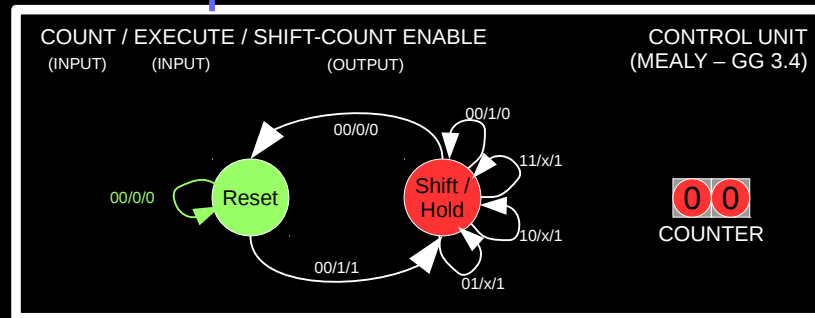 COUNT / EXECUTE / SHIFT-COUNT ENABLE
(INPUT) (INPUT) (OUTPUT)
CONTROL UNIT
(MEALY – GG 3.4)
00/1/0
00/0/0
11/x/1
00/0/0
Reset
Shift /
Hold
0 0
COUNTER
10/x/1
00/1/1
01/x/1